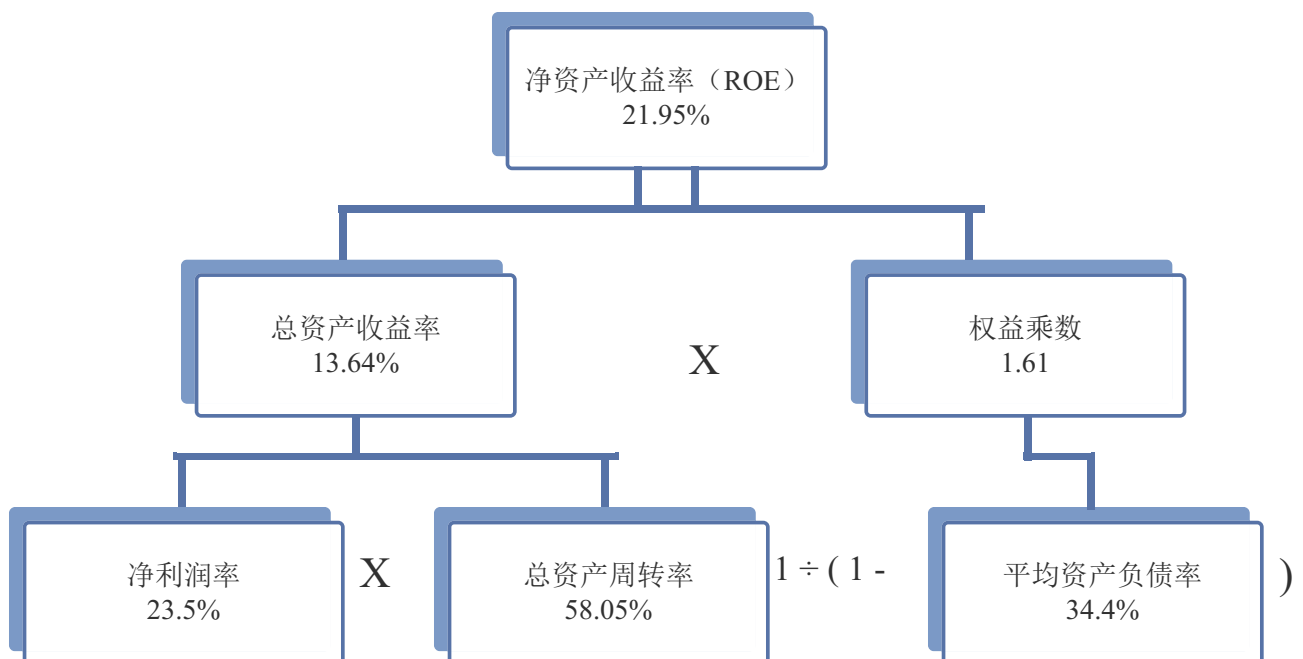 净资产收益率（ROE）
21.95%
总资产收益率
13.64%
X
权益乘数
1.61
净利润率
23.5%
X
总资产周转率
58.05%
1 ÷ ( 1 -
平均资产负债率
34.4%
)